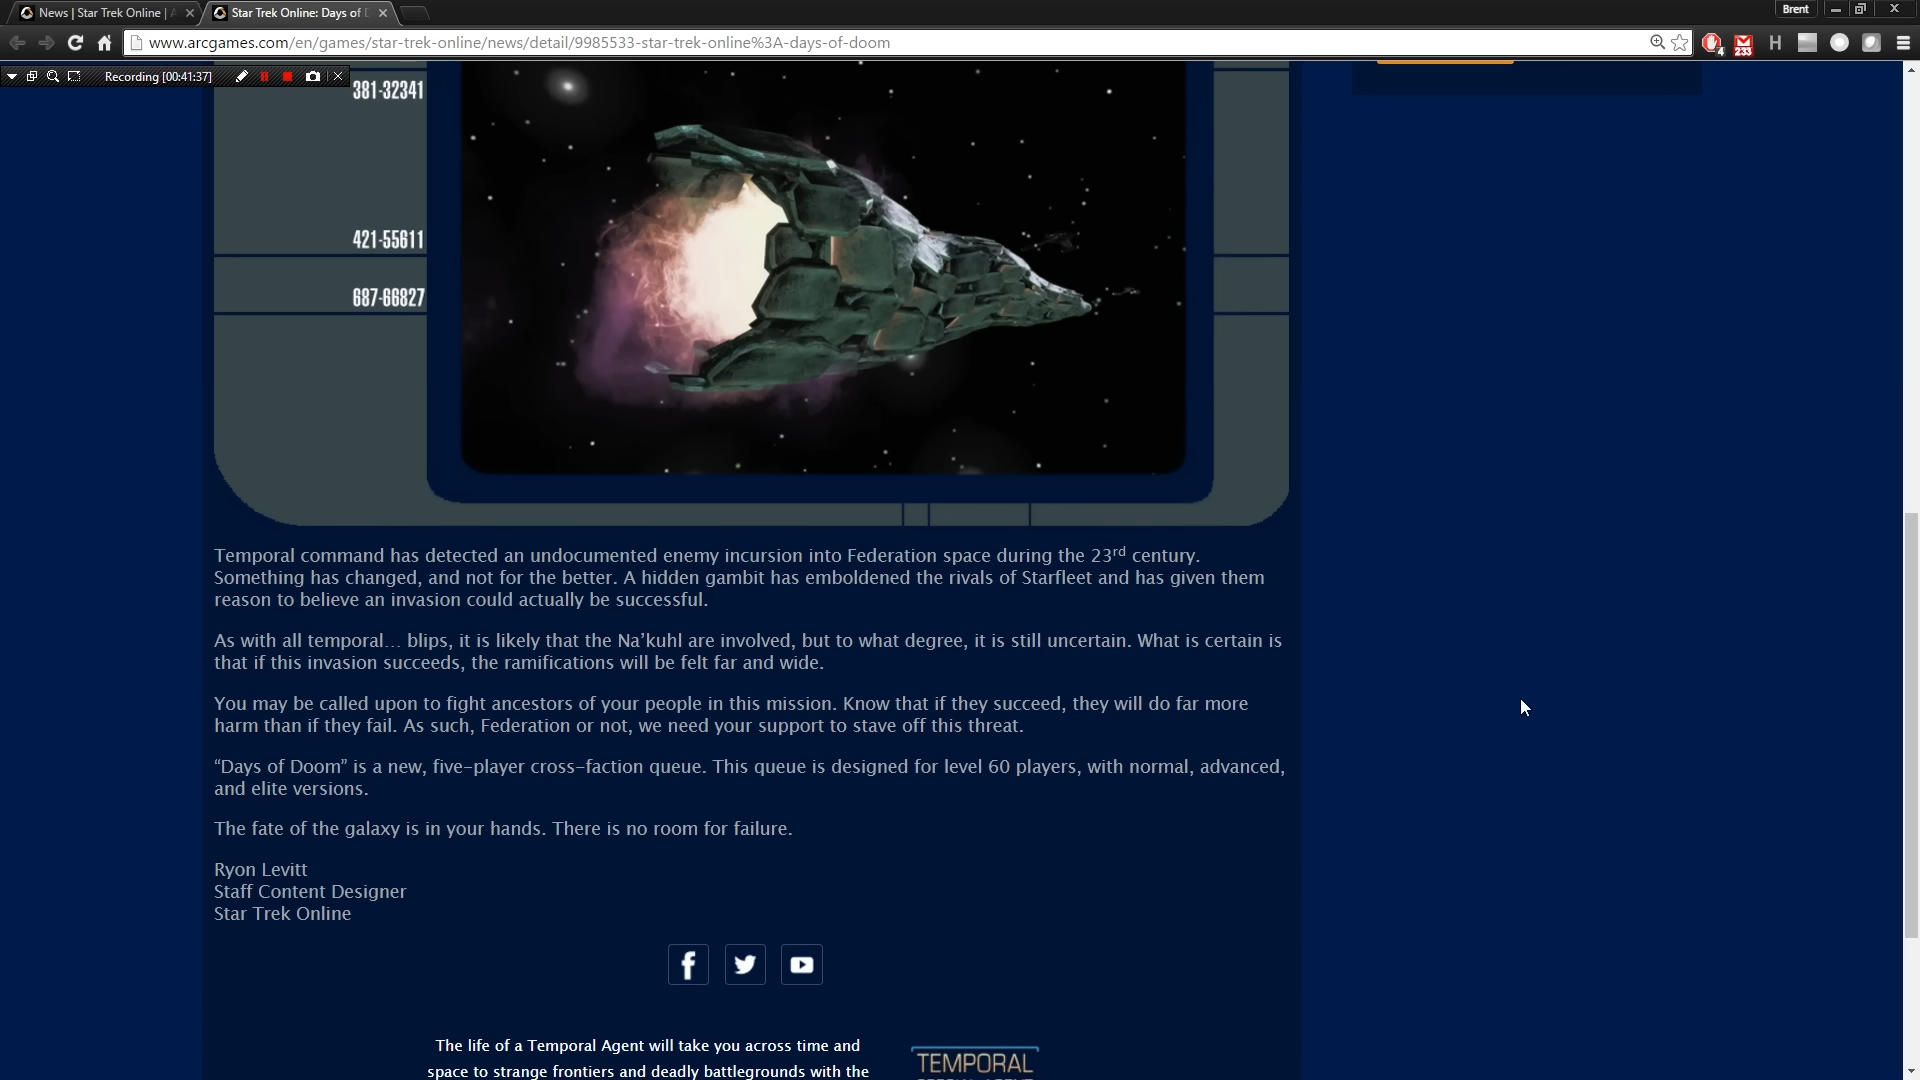 News | Star Trek Online |
Star Trek Online: Days of
Brent
www.arcgames.com/en/games/star-trek-online/news/detail/9985533-star-trek-online%3A-days-of-doom
4
233
H
Recording [00:41:37]
381-32341
421-55611
687-66827
Temporal command has detected an undocumented enemy incursion into Federation space during the 23rd century.
Something has changed, and not for the better. A hidden gambit has emboldened the rivals of Starfleet and has given them
reason to believe an invasion could actually be successful.
As with all temporal… blips, it is likely that the Na’kuhl are involved, but to what degree, it is still uncertain. What is certain is
that if this invasion succeeds, the ramifications will be felt far and wide.
You may be called upon to fight ancestors of your people in this mission. Know that if they succeed, they will do far more
harm than if they fail. As such, Federation or not, we need your support to stave off this threat.
“Days of Doom” is a new, five-player cross-faction queue. This queue is designed for level 60 players, with normal, advanced,
and elite versions.
The fate of the galaxy is in your hands. There is no room for failure.
Ryon Levitt
Staff Content Designer
Star Trek Online
The life of a Temporal Agent will take you across time and
space to strange frontiers and deadly battlegrounds with the
TEMPORAL